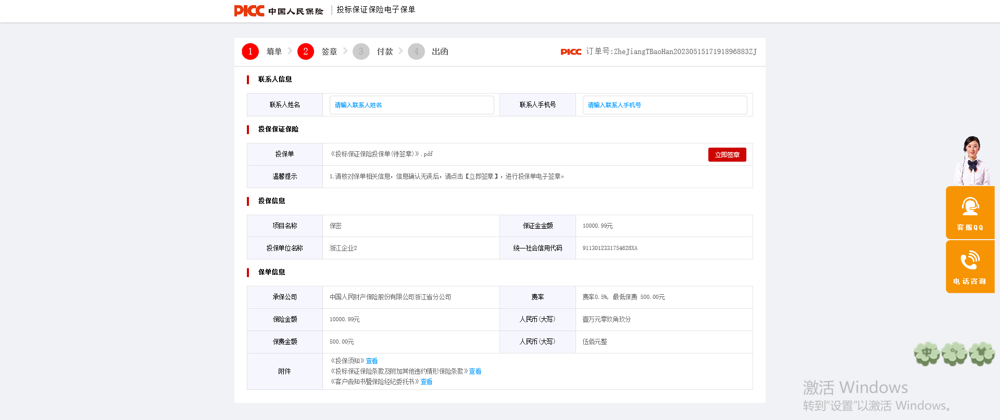 PICC 中国人民保险 投标保证保险电子保单
1 填单 2 签章 3 付款 4 出函 PICC 订单号:ZheJiangTBaoHan20230515171918968​83ZJ
联系人信息
联系人姓名 请输入联系人姓名 联系人手机号 请输入联系人手机号
投保保证保险
投保单 《投标保证保险投保单(待签章)》.pdf 立即签章
温馨提示 1.请核对保单相关信息，信息确认无误后，请点击【立即签章】，进行投保单电子签章。
投保信息
项目名称 保密 保证金金额 10000.99元
投保单位名称 浙江企业2 统一社会信用代码 9113012331754628XA
保单信息
承保公司 中国人民财产保险股份有限公司浙江省分公司 费率 费率0.5%, 最低保费 500.00元
保险金额 10000.99元 人民币(大写) 壹万元零玖角玖分
保费金额 500.00元 人民币(大写) 伍佰元整
附件
《投保须知》查看
《投标保证保险条款及附加其他违约情形保险条款》查看
《客户告知书暨保险经纪委托书》查看
客服QQ
电话咨询
中
激活 Windows
转到“设置”以激活 Windows。